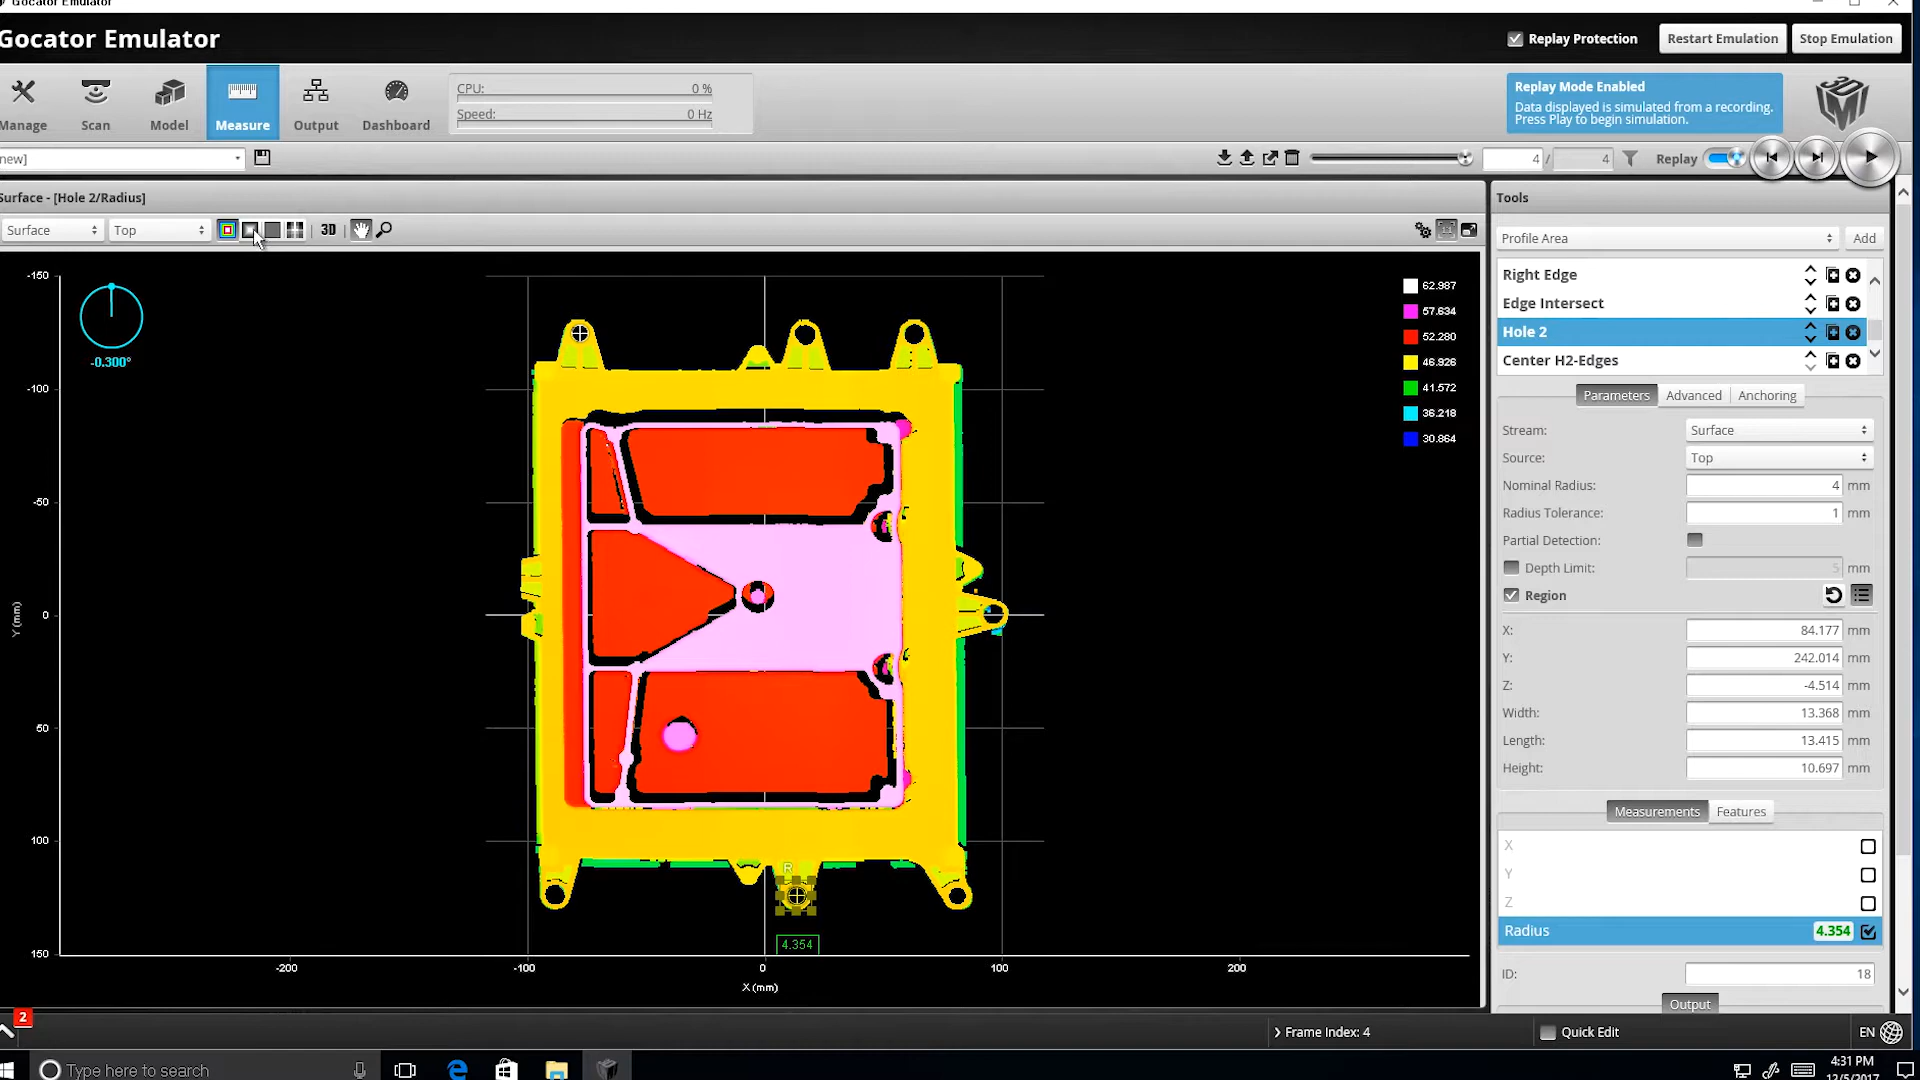 Gocator Emulator
Gocator Emulator
Replay Protection
Restart Emulation
Stop Emulation
Manage
Scan
Model
Measure
Output
Dashboard
CPU: 0 %
Speed: 0 Hz
Replay Mode Enabled
Data displayed is simulated from a recording.
Press Play to begin simulation.
new]
4 / 4
Replay
Surface - [Hole 2/Radius]
Surface
Top
3D
Tools
Profile Area
Add
Right Edge
Edge Intersect
Hole 2
Center H2-Edges
Parameters
Advanced
Anchoring
Stream: Surface
Source: Top
Nominal Radius: 4 mm
Radius Tolerance: 1 mm
Partial Detection:
Depth Limit: 5 mm
Region
X: 84.177 mm
Y: 242.014 mm
Z: -4.514 mm
Width: 13.368 mm
Length: 13.415 mm
Height: 10.697 mm
Measurements
Features
X
Y
Z
Radius 4.354
ID: 18
Output
-150
-100
-50
0
50
100
150
Y (mm)
-0.300°
62.987
57.634
52.280
46.926
41.572
36.218
30.864
R
4.354
-200
-100
0
100
200
X (mm)
2
Frame Index: 4
Quick Edit
EN
Type here to search
4:31 PM
12/5/2017